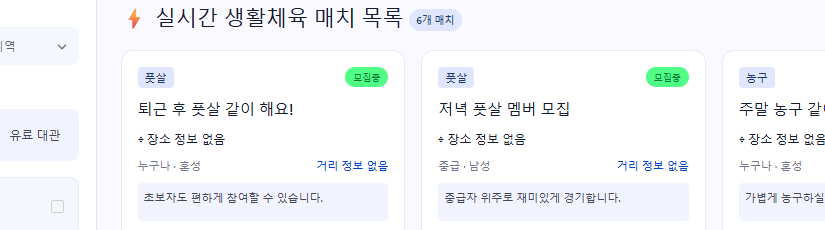 실시간 생활체육 매치 목록 6개 매치
지역
유료 대관
풋살 모집중
퇴근 후 풋살 같이 해요!
÷ 장소 정보 없음
누구나 · 혼성 거리 정보 없음
초보자도 편하게 참여할 수 있습니다.
풋살 모집중
저녁 풋살 멤버 모집
÷ 장소 정보 없음
중급 · 남성 거리 정보 없음
중급자 위주로 재미있게 경기합니다.
농구
주말 농구 같이
÷ 장소 정보 없음
누구나 · 혼성
가볍게 농구하실